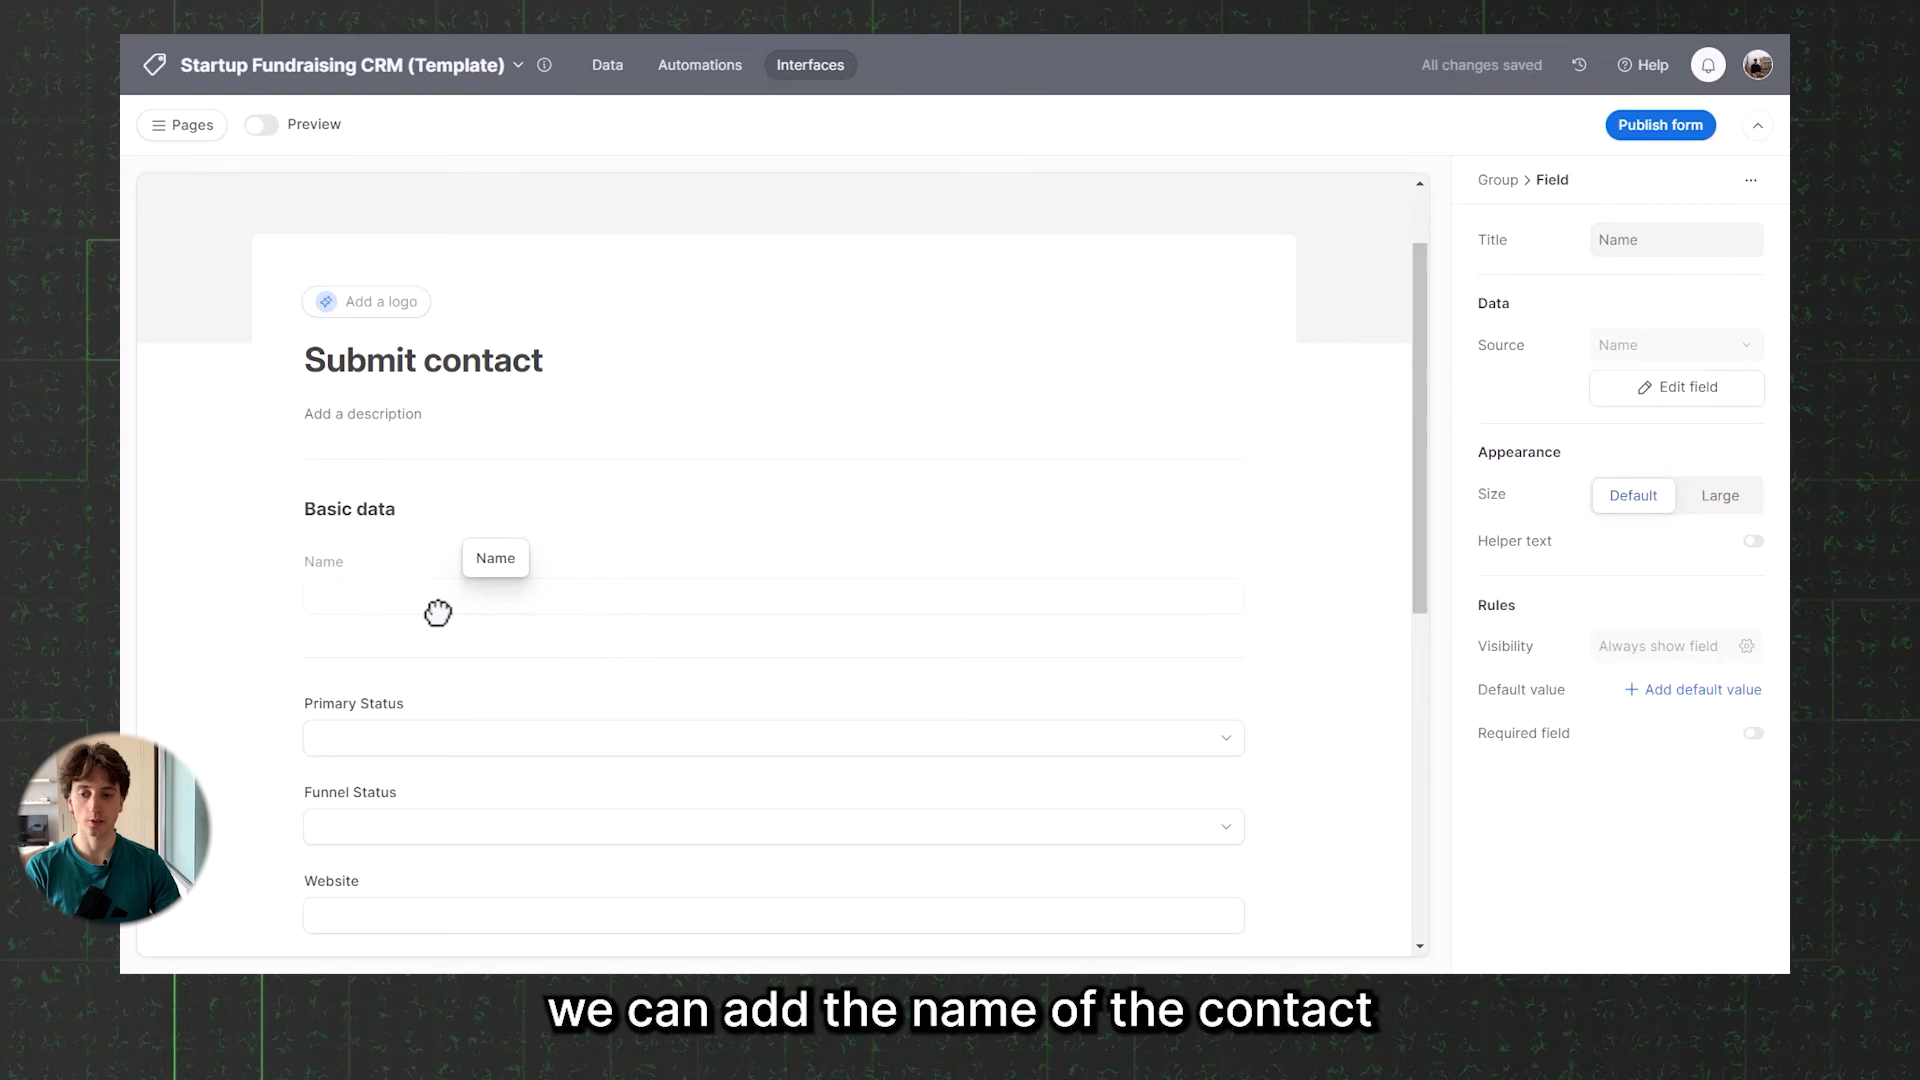 Startup Fundraising CRM (Template)
Data
Automations
Interfaces
All changes saved
Help
Pages
Preview
Publish form
Group > Field
Title
Name
Data
Source
Name
Edit field
Appearance
Size
Default
Large
Helper text
Rules
Visibility
Always show field
Default value
+ Add default value
Required field
Add a logo
Submit contact
Add a description
Basic data
Name
Name
Primary Status
Funnel Status
Website
we can add the name of the contact